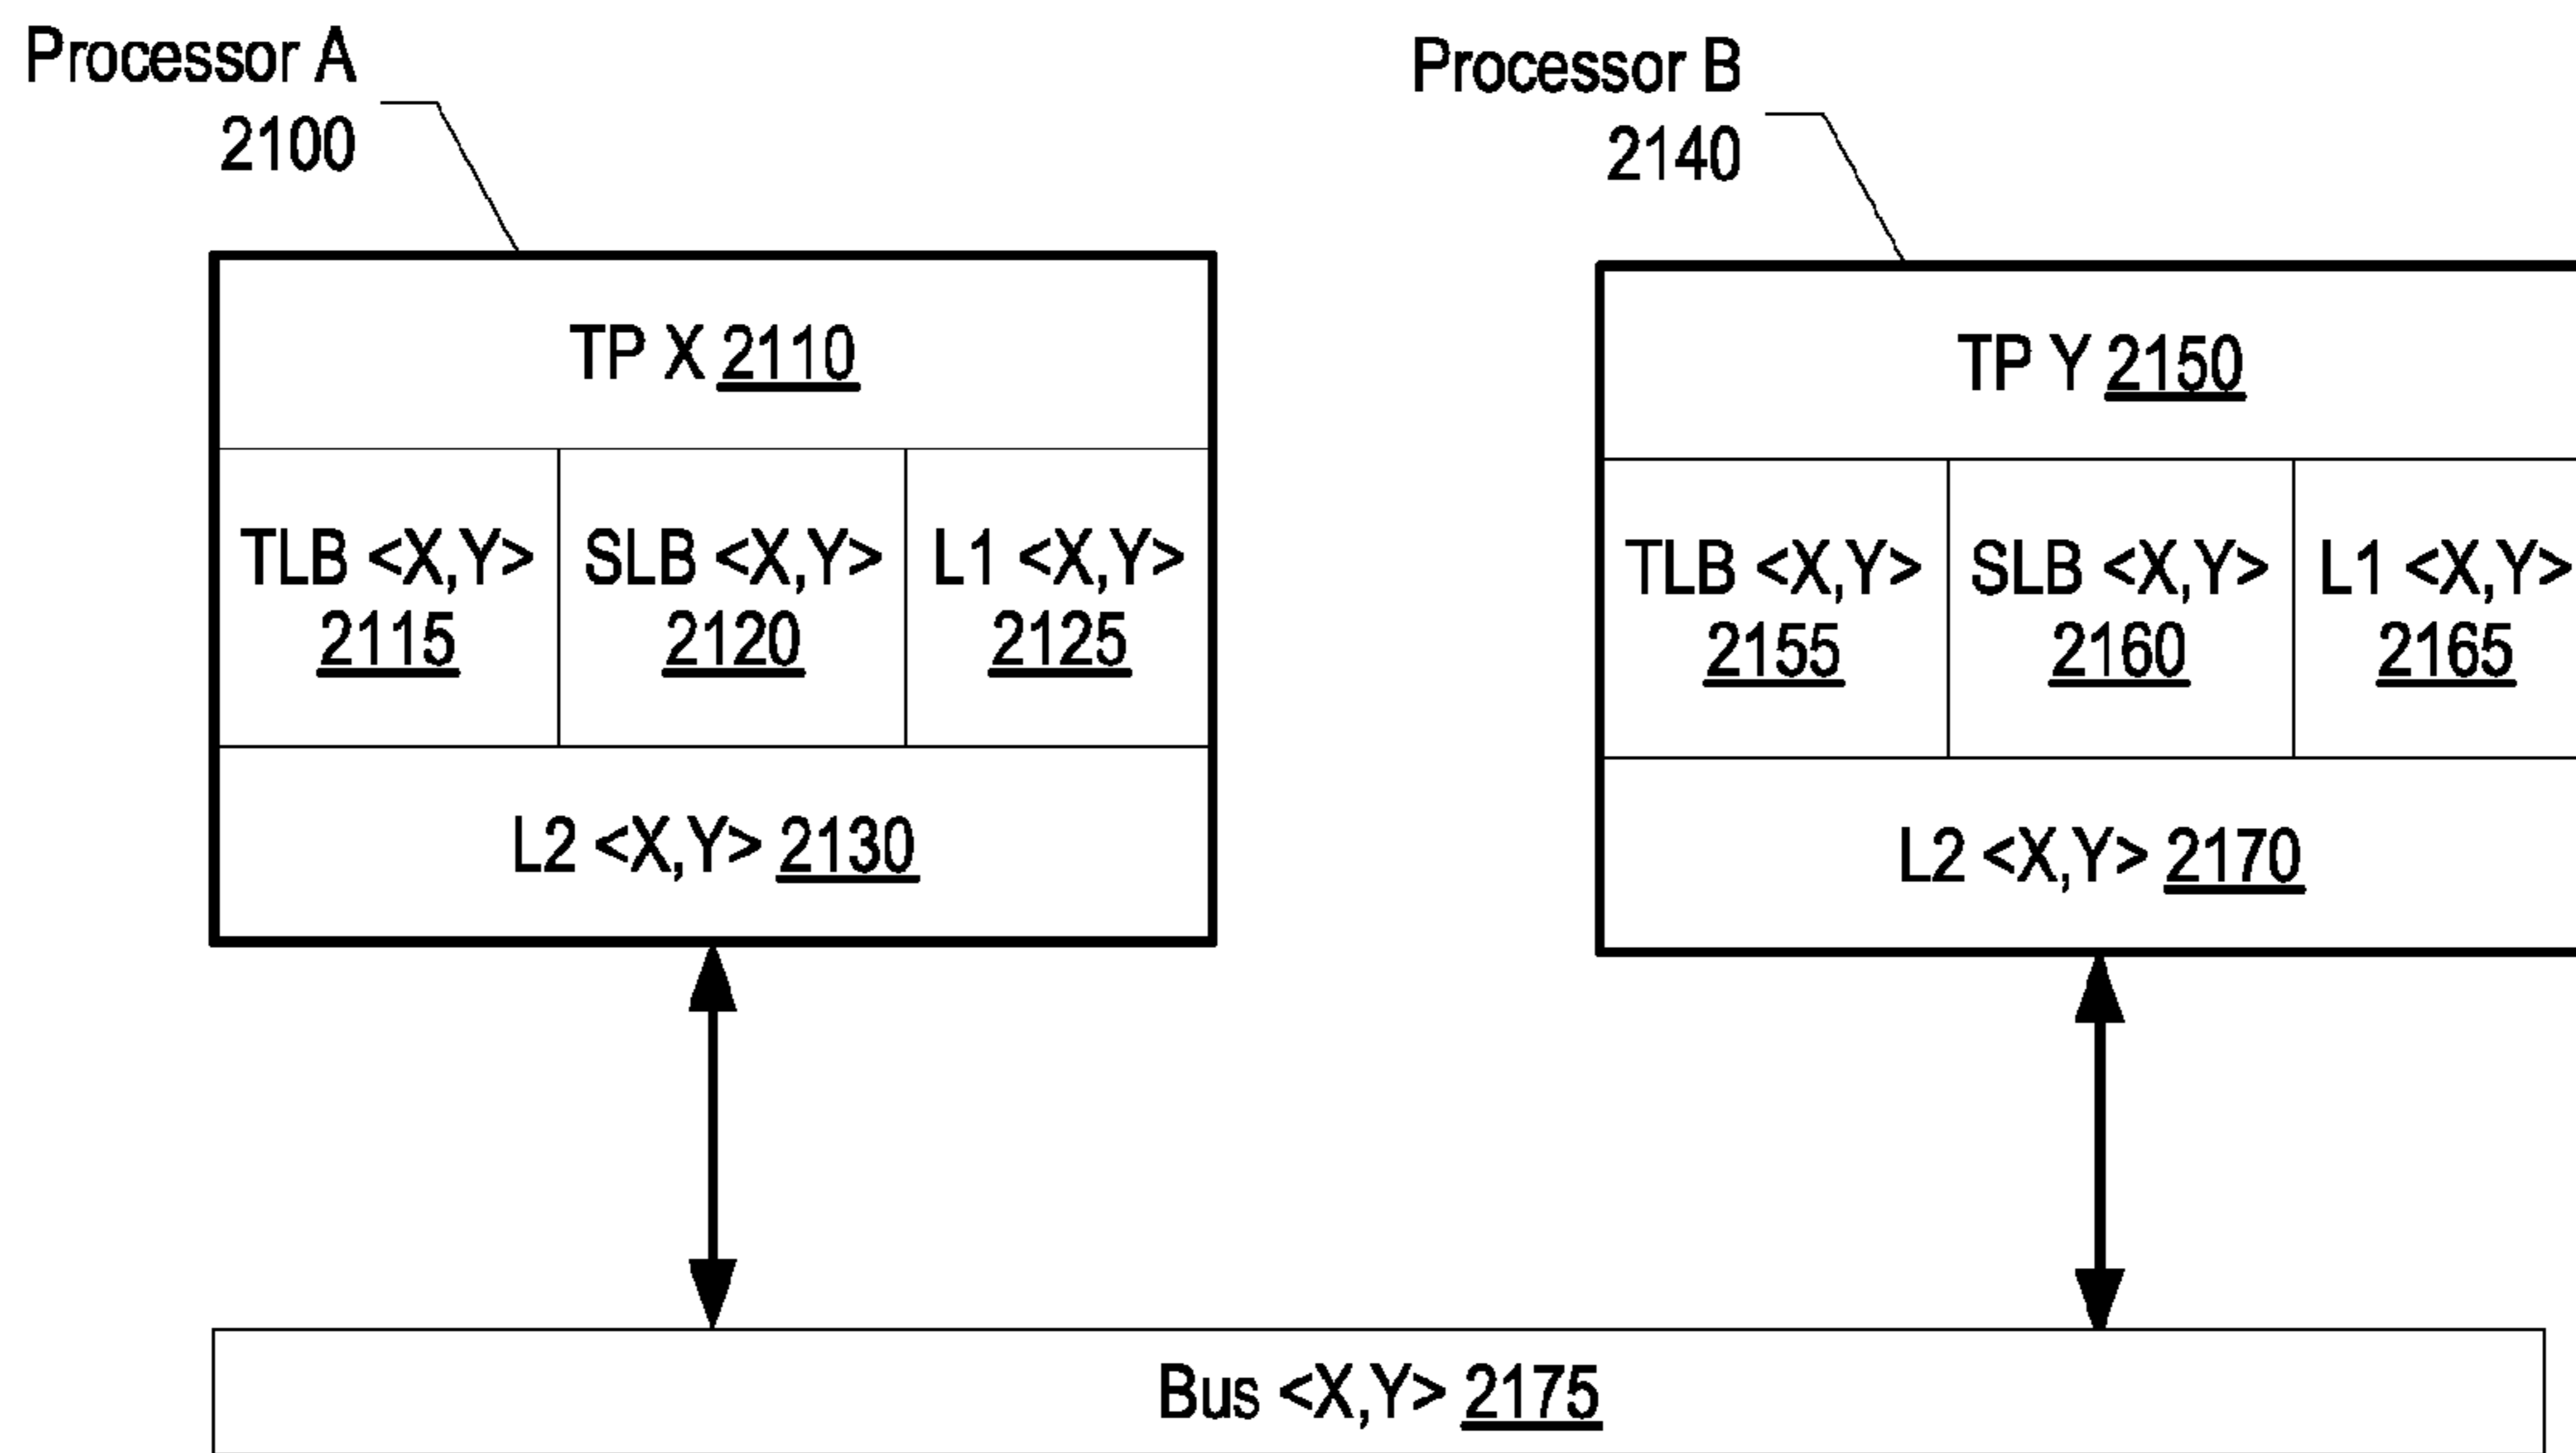 Processor A
2100
Processor B
2140
TP X 2110
TLB <X,Y>
2115
SLB <X,Y>
2120
L1 <X,Y>
2125
L2 <X,Y> 2130
TP Y 2150
TLB <X,Y>
2155
SLB <X,Y>
2160
L1 <X,Y>
2165
L2 <X,Y> 2170
Bus <X,Y> 2175